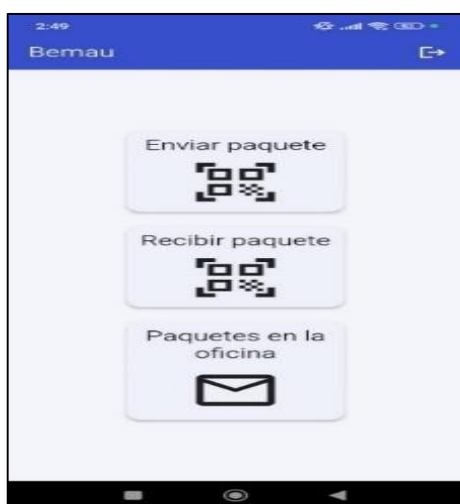 2:49
Bemau
Enviar paquete
Recibir paquete
Paquetes en la
oficina